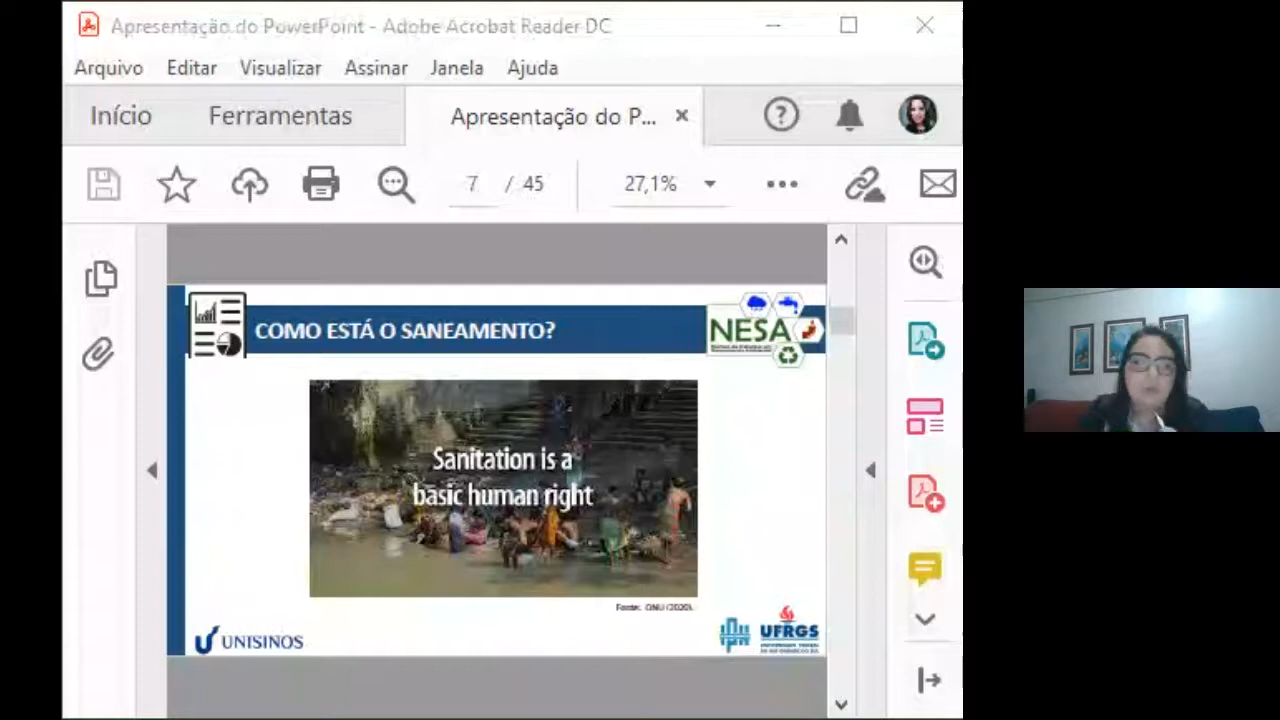 Apresentação do PowerPoint - Adobe Acrobat Reader DC
Arquivo Editar Visualizar Assinar Janela Ajuda
Início Ferramentas Apresentação do P...
7 / 45 27,1%
COMO ESTÁ O SANEAMENTO?
NESA
Sanitation is a
basic human right
Fonte: ONU (2020).
UNISINOS
IPH
UFRGS